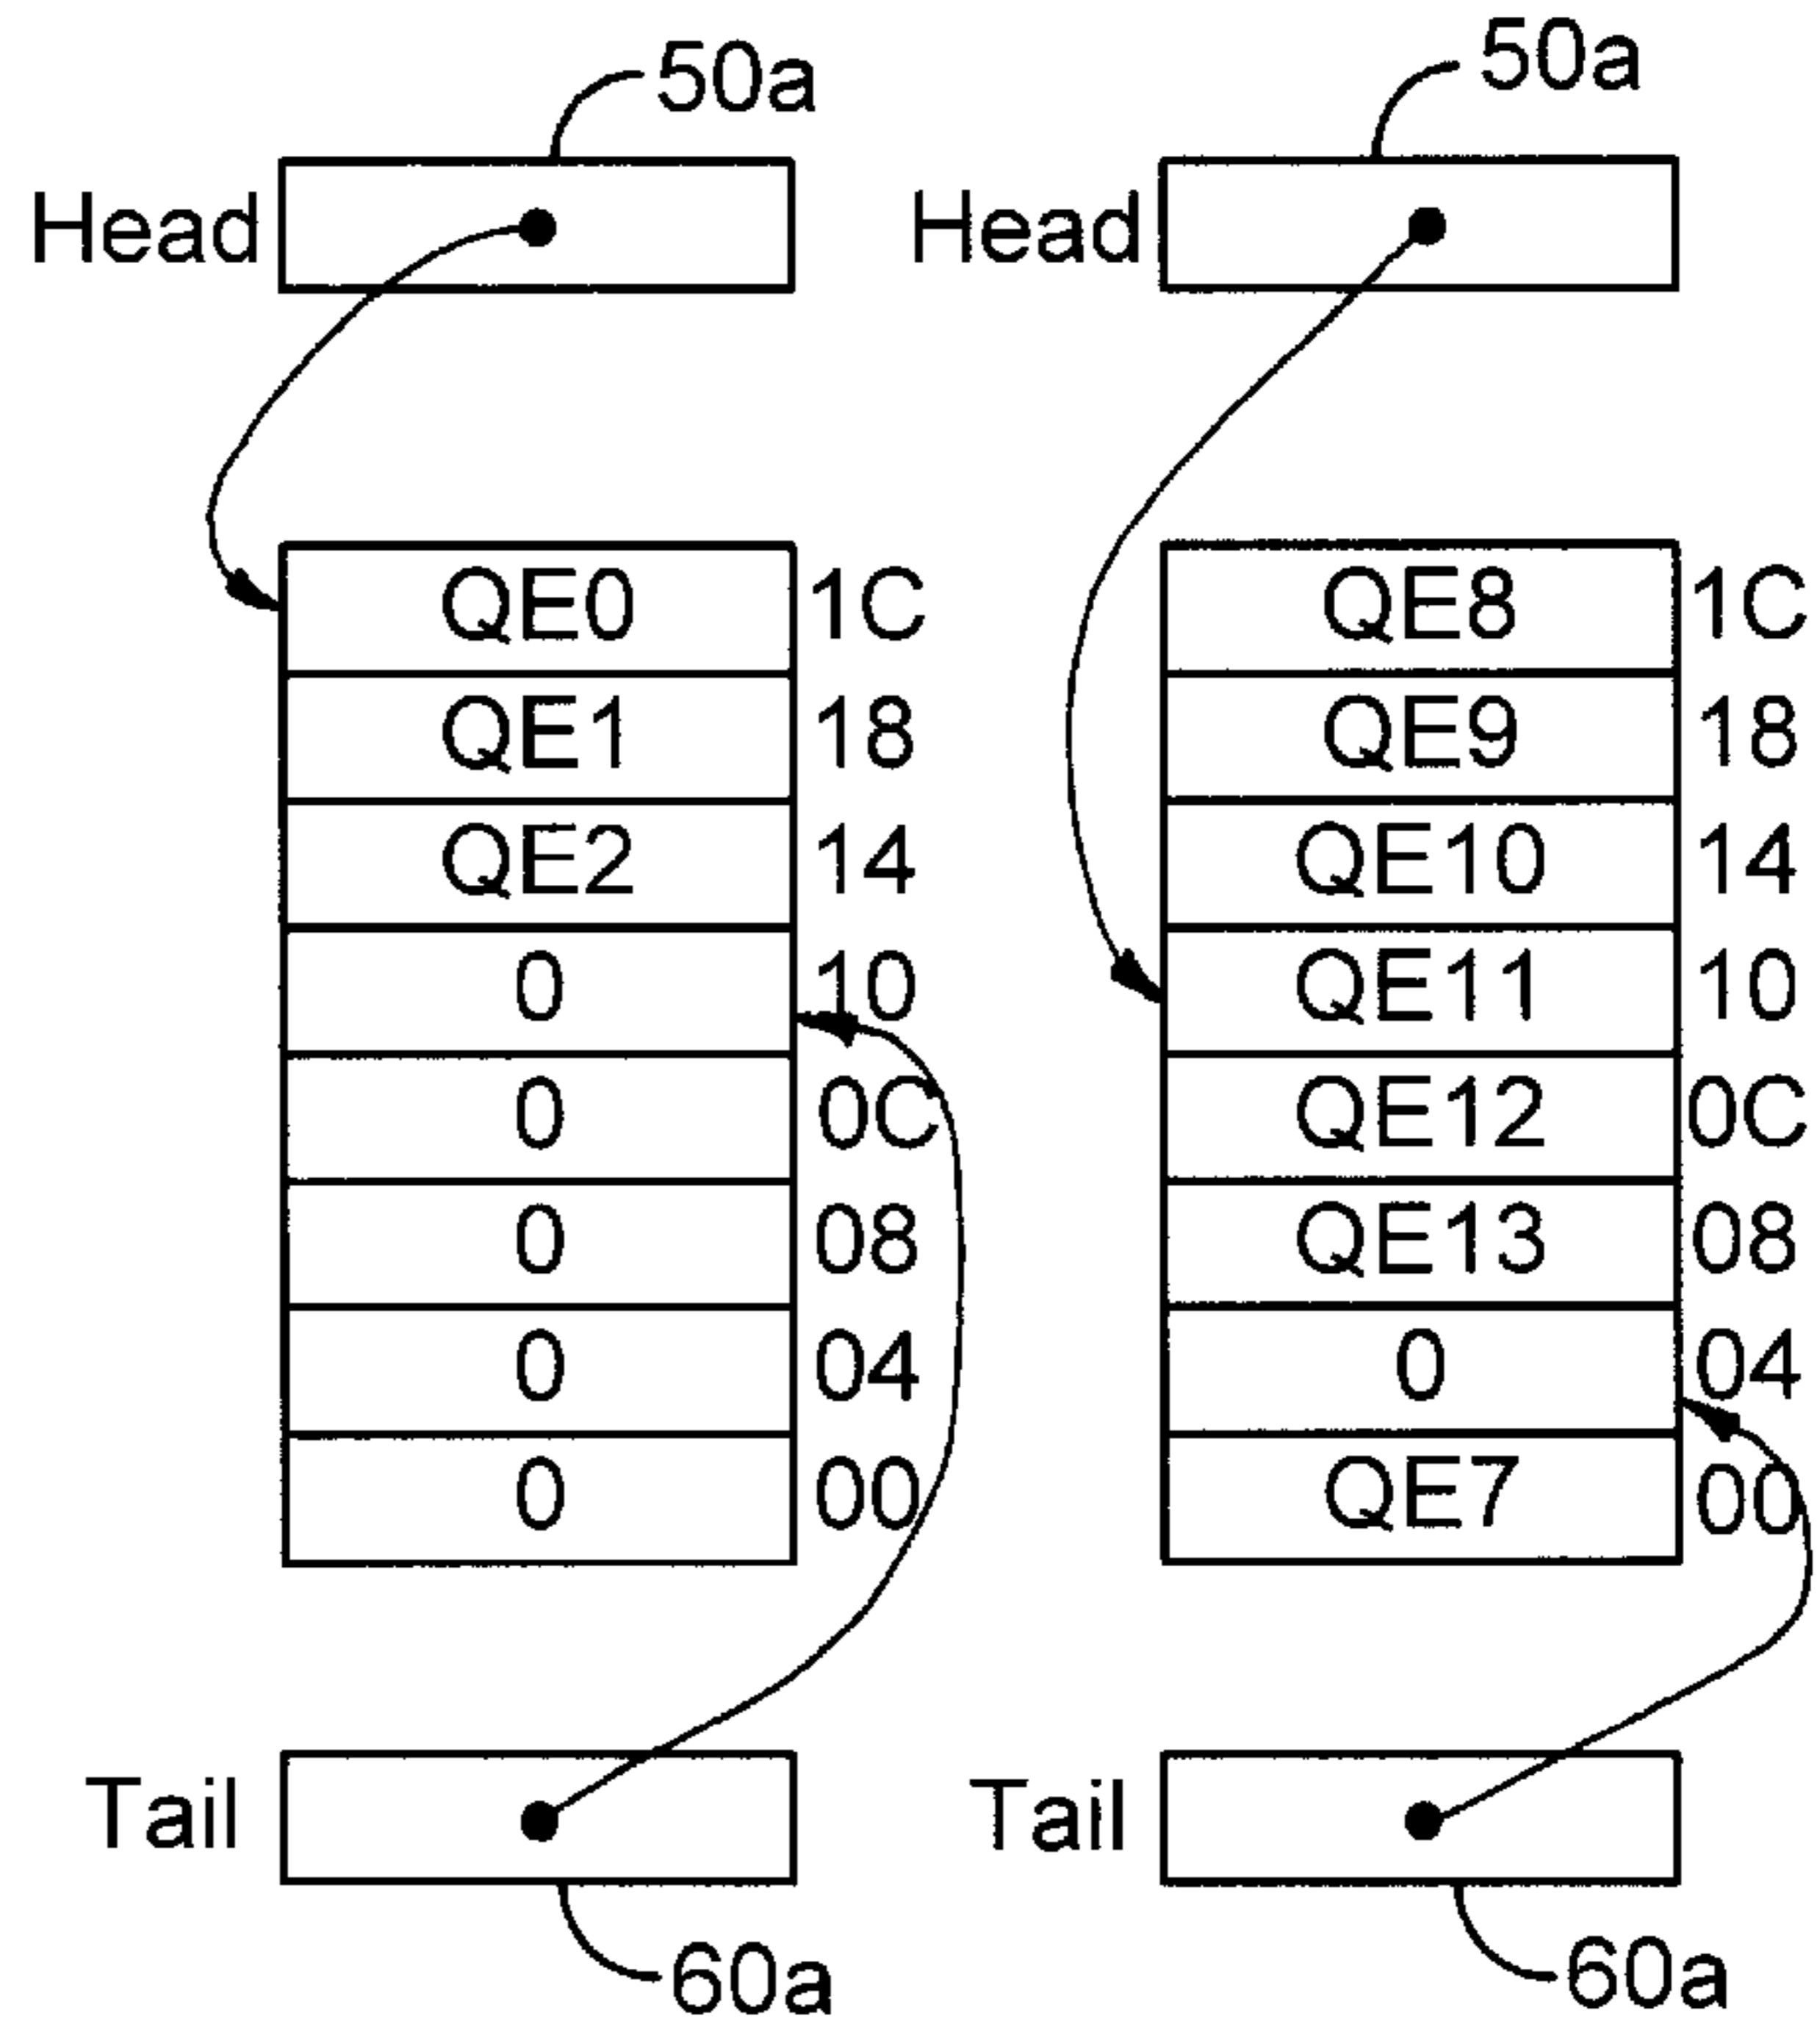 50a 50a
Head Head
QE0 1C QE8 1C
QE1 18 QE9 18
QE2 14 QE10 14
0 10 QE11 10
0 0C QE12 0C
0 08 QE13 08
0 04 0 04
0 00 QE7 00
Tail Tail
60a 60a